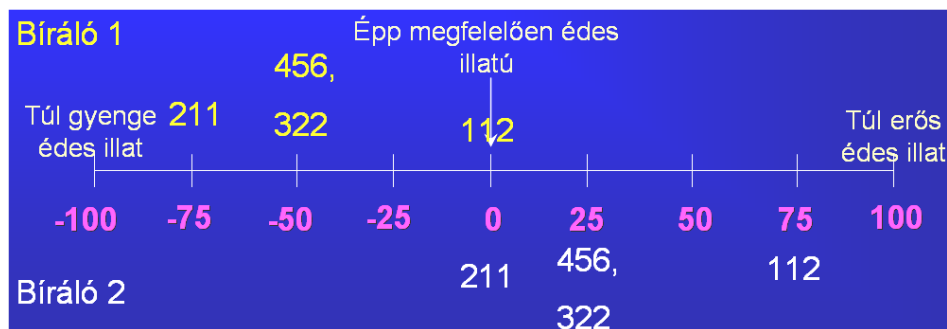 Bíráló 1
Épp megfelelően édes
illatú
456,
322
Túl gyenge
édes illat
211
112
Túl erős
édes illat
-100 -75 -50 -25 0 25 50 75 100
211
456,
322
112
Bíráló 2